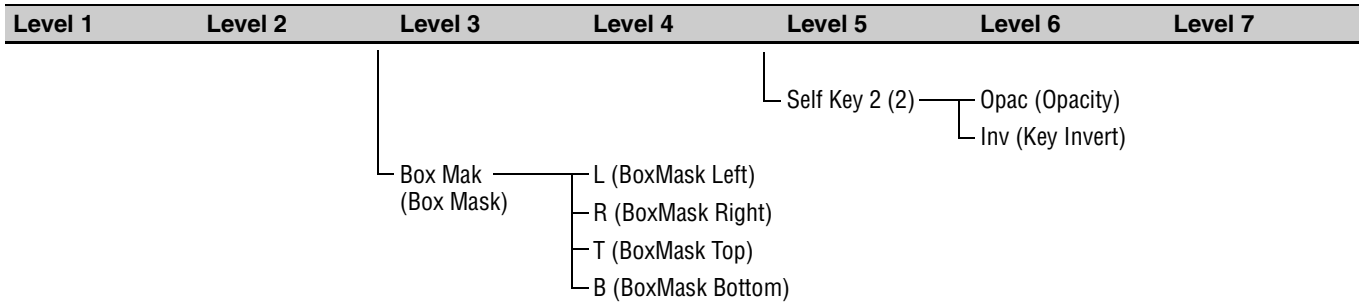 Level 1 Level 2 Level 3 Level 4 Level 5 Level 6 Level 7
Self Key 2 (2) Opac (Opacity)
Inv (Key Invert)
Box Mak L (BoxMask Left)
(Box Mask)
R (BoxMask Right)
T (BoxMask Top)
B (BoxMask Bottom)